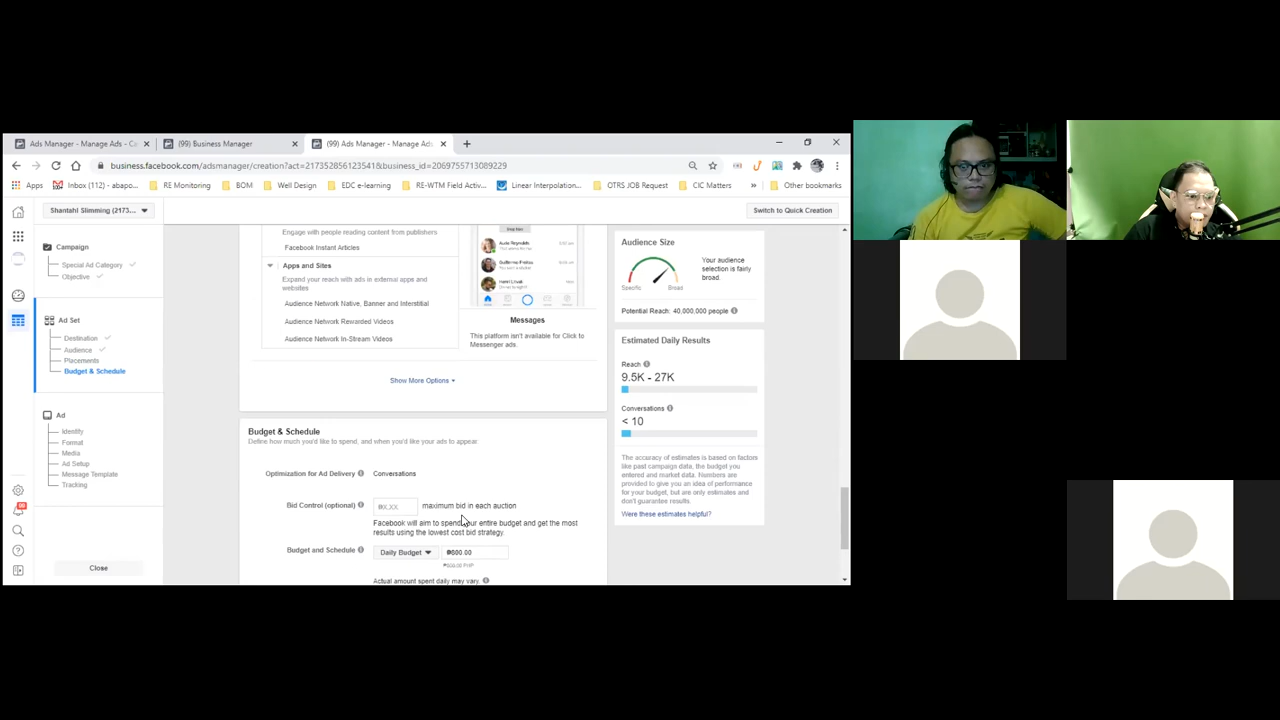 Ads Manager - Manage Ads - C
(99) Business Manager
(99) Ads Manager - Manage Ads
business.facebook.com/adsmanager/creation?act=217352856123541&business_id=2069755713089229
Apps
Inbox (112) - abapo...
RE Monitoring
BOM
Well Design
EDC e-learning
RE-WTM Field Activ...
Linear Interpolation...
OTRS JOB Request
CIC Matters
Other bookmarks
Shantahl Slimming (2173...
Switch to Quick Creation
Campaign
Special Ad Category
Objective
Ad Set
Destination
Audience
Placements
Budget & Schedule
Ad
Identify
Format
Media
Ad Setup
Message Template
Tracking
Close
Engage with people reading content from publishers
Facebook Instant Articles
Apps and Sites
Expand your reach with ads in external apps and
websites
Audience Network Native, Banner and Interstitial
Audience Network Rewarded Videos
Audience Network In-Stream Videos
Messages
This platform isn't available for Click to
Messenger ads.
Show More Options
Budget & Schedule
Define how much you'd like to spend, and when you'd like your ads to appear
Optimization for Ad Delivery
Conversations
Bid Control (optional)
₱X.XX
maximum bid in each auction
Facebook will aim to spend your entire budget and get the most
results using the lowest cost bid strategy.
Budget and Schedule
Daily Budget
₱800.00
Actual amount spent daily may vary.
Audience Size
Your audience
selection is fairly
broad.
Specific
Broad
Potential Reach: 40,000,000 people
Estimated Daily Results
Reach
9.5K - 27K
Conversations
< 10
The accuracy of estimates is based on factors
like past campaign data, the budget you
entered and market data. Numbers are
provided to give you an idea of performance
for your budget, but are only estimates and
don't guarantee results.
Were these estimates helpful?